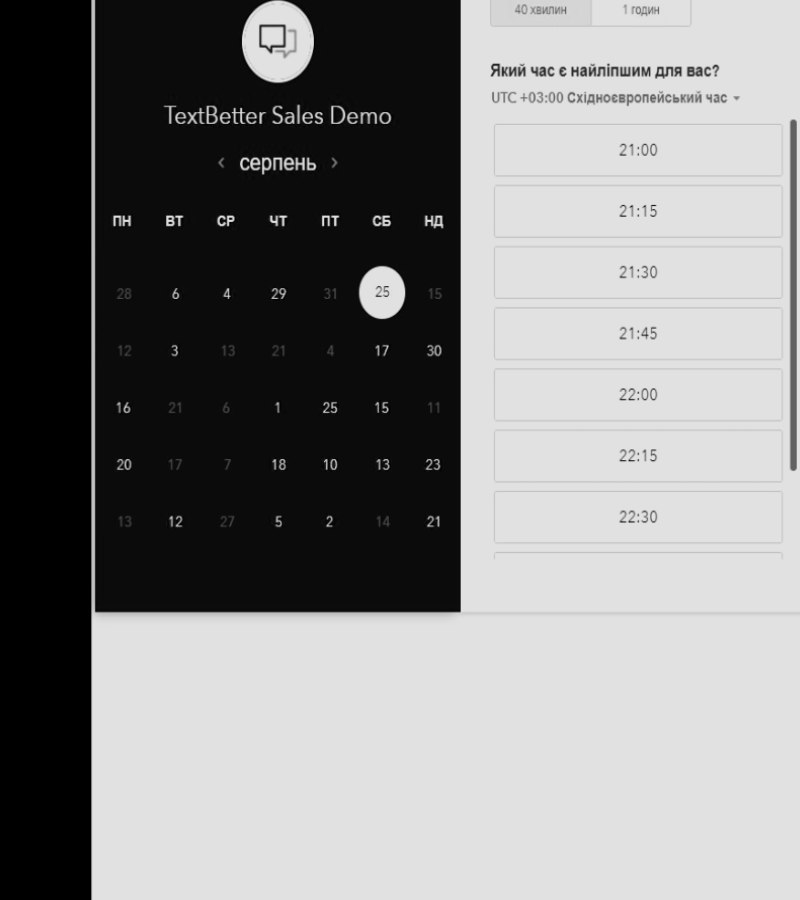 TextBetter Sales Demo
‹ серпень ›
ПН ВТ СР ЧТ ПТ СБ НД
28 6 4 29 31 25 15
12 3 13 21 4 17 30
16 21 6 1 25 15 11
20 17 7 18 10 13 23
13 12 27 5 2 14 21
40 хвилин 1 годин
Який час є найліпшим для вас?
UTC +03:00 Східноєвропейський час
21:00
21:15
21:30
21:45
22:00
22:15
22:30